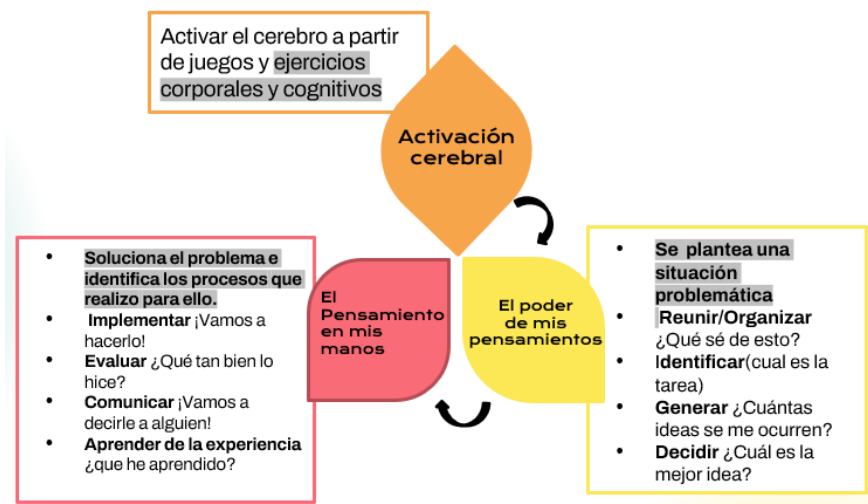 Activar el cerebro a partir
de juegos y ejercicios
corporales y cognitivos
Activación
cerebral
• Se plantea una
situación
problemática
• Reunir/Organizar
¿Qué sé de esto?
• Identificar(cual es la
tarea)
• Generar ¿Cuántas
ideas se me ocurren?
• Decidir ¿Cuál es la
mejor idea?
El poder
de mis
pensamientos
El
Pensamiento
en mis
manos
• Soluciona el problema e
identifica los procesos que
realizo para ello.
• Implementar ¡Vamos a
hacerlo!
• Evaluar ¿Qué tan bien lo
hice?
• Comunicar ¡Vamos a
decirle a alguien!
• Aprender de la experiencia
¿que he aprendido?